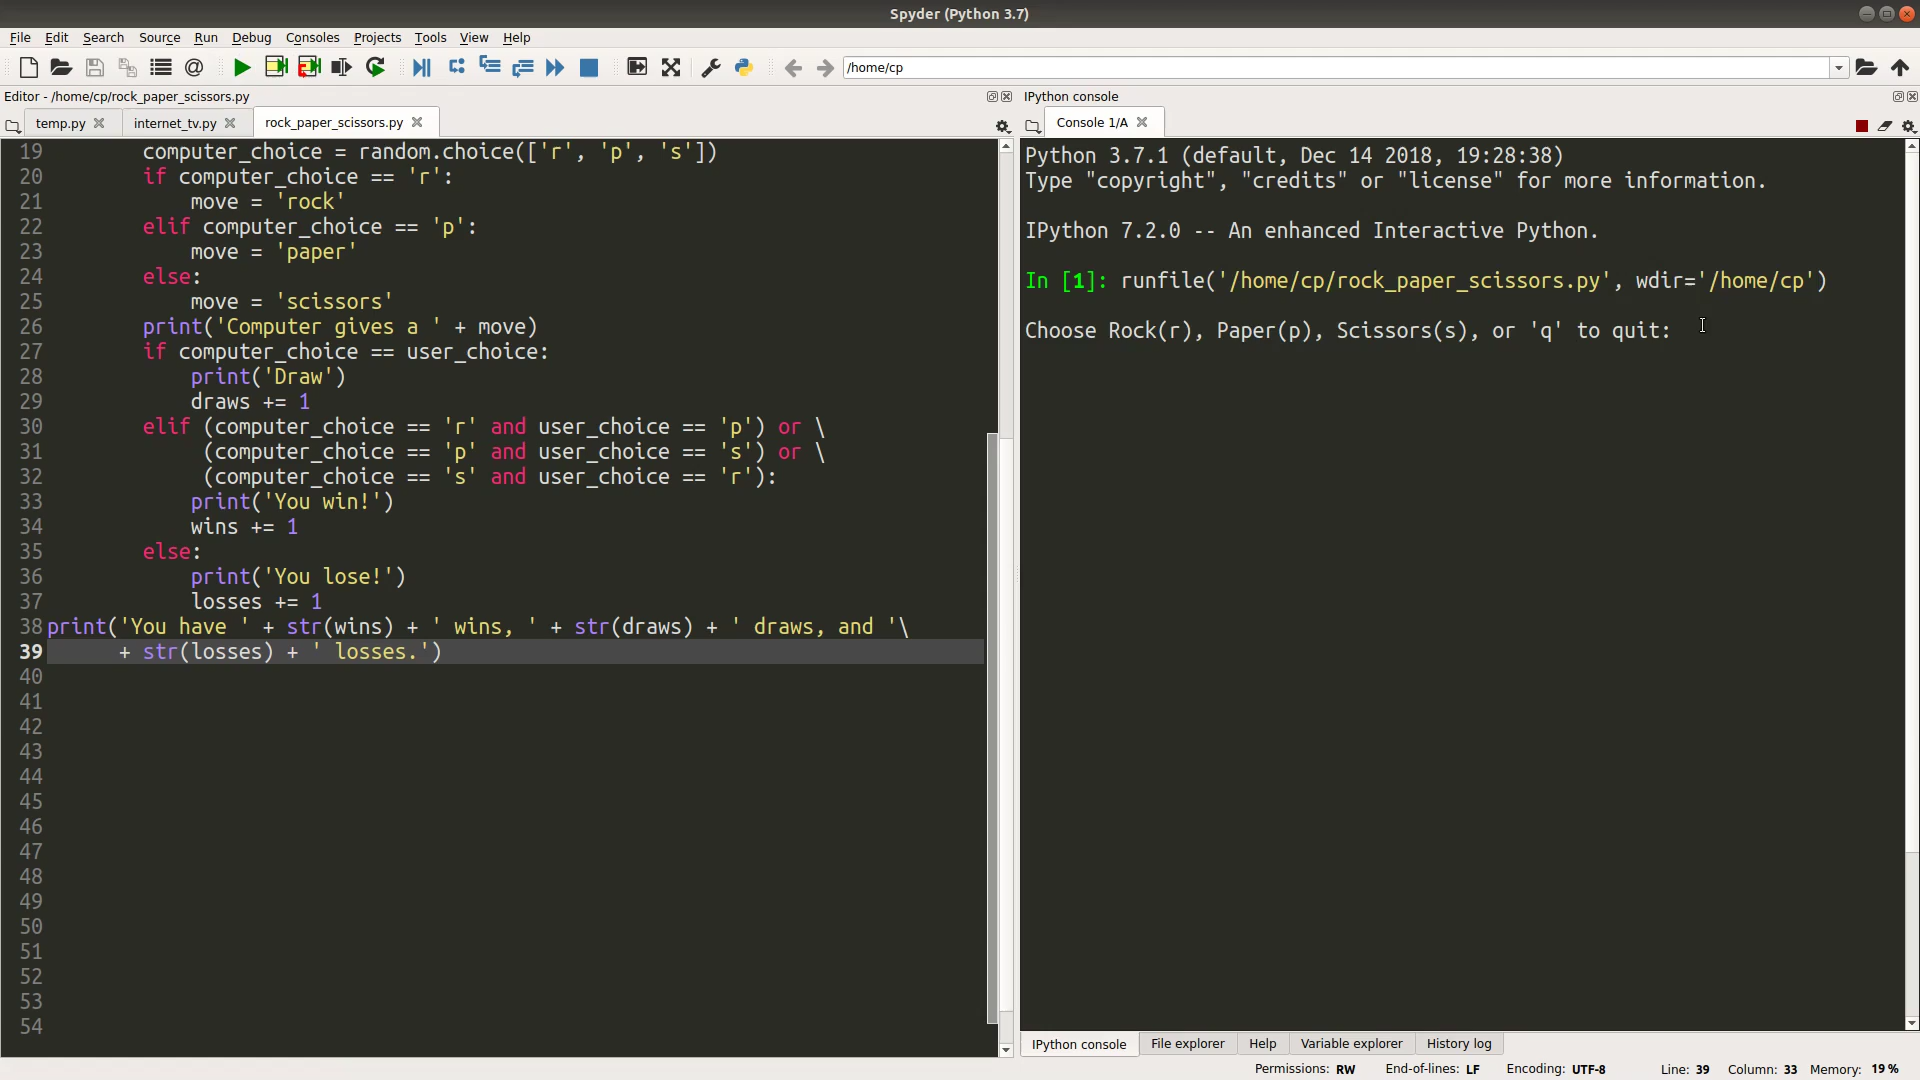 Spyder (Python 3.7)
File Edit Search Source Run Debug Consoles Projects Tools View Help
/home/cp
Editor - /home/cp/rock_paper_scissors.py
temp.py internet_tv.py rock_paper_scissors.py
19         computer_choice = random.choice(['r', 'p', 's'])
20         if computer_choice == 'r':
21             move = 'rock'
22         elif computer_choice == 'p':
23             move = 'paper'
24         else:
25             move = 'scissors'
26         print('Computer gives a ' + move)
27         if computer_choice == user_choice:
28             print('Draw')
29             draws += 1
30         elif (computer_choice == 'r' and user_choice == 'p') or \
31              (computer_choice == 'p' and user_choice == 's') or \
32              (computer_choice == 's' and user_choice == 'r'):
33             print('You win!')
34             wins += 1
35         else:
36             print('You lose!')
37             losses += 1
38 print('You have ' + str(wins) + ' wins, ' + str(draws) + ' draws, and '\
39       + str(losses) + ' losses.')
40
41
42
43
44
45
46
47
48
49
50
51
52
53
54
IPython console
Console 1/A
Python 3.7.1 (default, Dec 14 2018, 19:28:38)
Type "copyright", "credits" or "license" for more information.
IPython 7.2.0 -- An enhanced Interactive Python.
In [1]: runfile('/home/cp/rock_paper_scissors.py', wdir='/home/cp')
Choose Rock(r), Paper(p), Scissors(s), or 'q' to quit:
IPython console File explorer Help Variable explorer History log
Permissions: RW End-of-lines: LF Encoding: UTF-8 Line: 39 Column: 33 Memory: 19 %